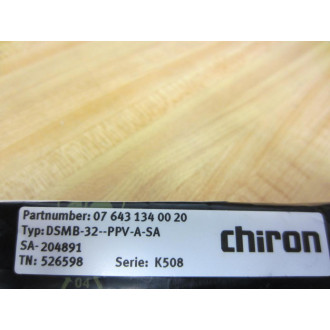 Partnumber: 07 643 134 00 20
Typ: DSMB-32--PPV-A-SA
SA- 204891
TN: 526598 Serie: K508
chiron